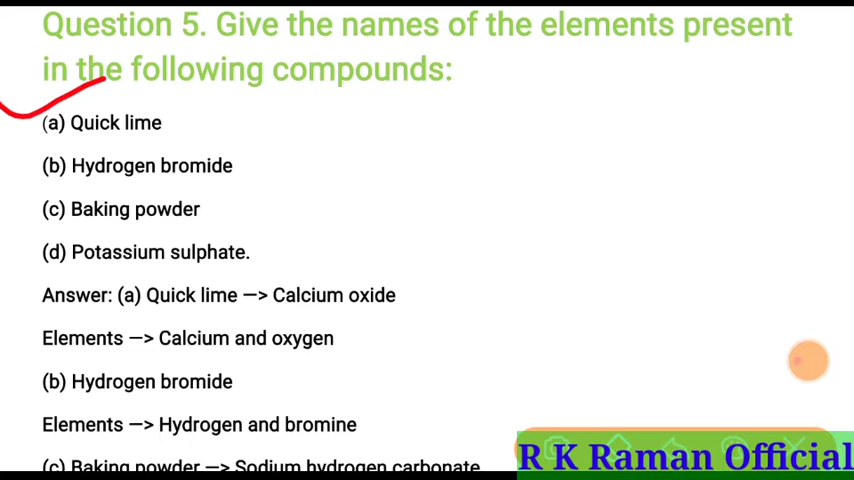 Question 5. Give the names of the elements present
in the following compounds:
(a) Quick lime
(b) Hydrogen bromide
(c) Baking powder
(d) Potassium sulphate.
Answer: (a) Quick lime —> Calcium oxide
Elements —> Calcium and oxygen
(b) Hydrogen bromide
Elements —> Hydrogen and bromine
(c) Baking powder —> Sodium hydrogen carbonate
R K Raman Official